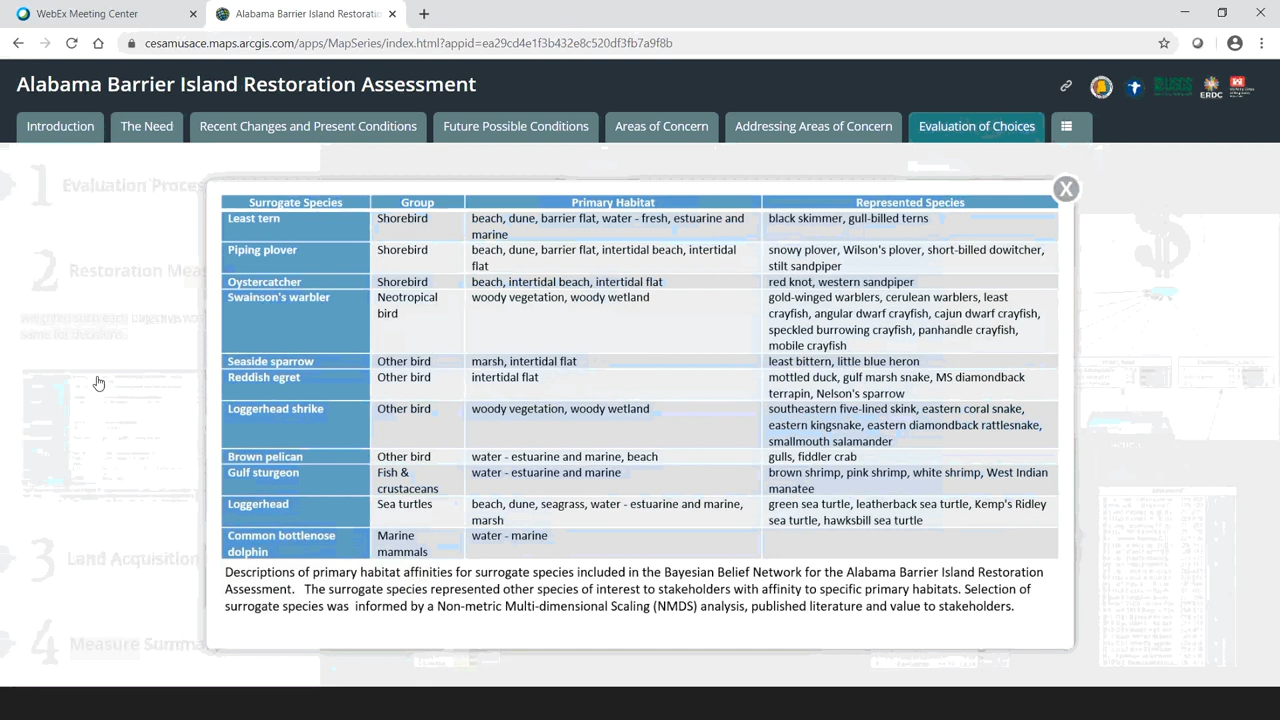 WebEx Meeting Center
Alabama Barrier Island Restoratio
cesamusace.maps.arcgis.com/apps/MapSeries/index.html?appid=ea29cd4e1f3b432e8c520df3fb7a9f8b
Alabama Barrier Island Restoration Assessment
USGS
ERDC
Introduction
The Need
Recent Changes and Present Conditions
Future Possible Conditions
Areas of Concern
Addressing Areas of Concern
Evaluation of Choices
1 Evaluation Proces
2 Restoration Meas
3 Land Acquisition
4 Measure Summa
X
Surrogate Species Group Primary Habitat Represented Species
Least tern Shorebird beach, dune, barrier flat, water - fresh, estuarine and black skimmer, gull-billed terns
marine
Piping plover Shorebird beach, dune, barrier flat, intertidal beach, intertidal snowy plover, Wilson's plover, short-billed dowitcher,
flat stilt sandpiper
Oystercatcher Shorebird beach, intertidal beach, intertidal flat red knot, western sandpiper
Swainson's warbler Neotropical woody vegetation, woody wetland gold-winged warblers, cerulean warblers, least
bird crayfish, angular dwarf crayfish, cajun dwarf crayfish,
speckled burrowing crayfish, panhandle crayfish,
mobile crayfish
Seaside sparrow Other bird marsh, intertidal flat least bittern, little blue heron
Reddish egret Other bird intertidal flat mottled duck, gulf marsh snake, MS diamondback
terrapin, Nelson's sparrow
Loggerhead shrike Other bird woody vegetation, woody wetland southeastern five-lined skink, eastern coral snake,
eastern kingsnake, eastern diamondback rattlesnake,
smallmouth salamander
Brown pelican Other bird water - estuarine and marine, beach gulls, fiddler crab
Gulf sturgeon Fish & water - estuarine and marine brown shrimp, pink shrimp, white shrimp, West Indian
crustaceans manatee
Loggerhead Sea turtles beach, dune, seagrass, water - estuarine and marine, green sea turtle, leatherback sea turtle, Kemp's Ridley
marsh sea turtle, hawksbill sea turtle
Common bottlenose Marine water - marine
dolphin mammals
Descriptions of primary habitat affinities for surrogate species included in the Bayesian Belief Network for the Alabama Barrier Island Restoration
Assessment. The surrogate species represented other species of interest to stakeholders with affinity to specific primary habitats. Selection of
surrogate species was informed by a Non-metric Multi-dimensional Scaling (NMDS) analysis, published literature and value to stakeholders.